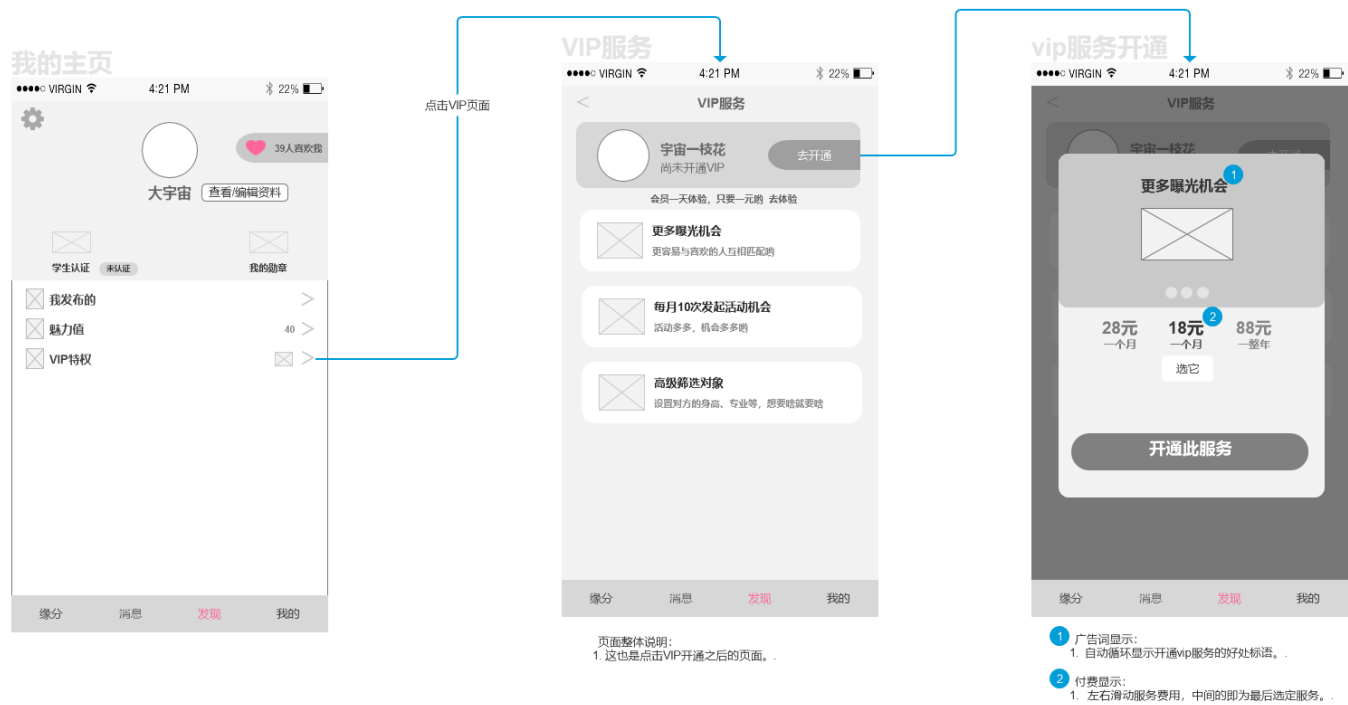 我的主页
VIRGIN 4:21 PM 22%
39人喜欢我
大宇宙 查看/编辑资料
学生认证 未认证 我的勋章
我发布的
魅力值 40
VIP特权
缘分 消息 发现 我的
点击VIP页面
VIP服务
VIRGIN 4:21 PM 22%
< VIP服务
宇宙一枝花
尚未开通VIP
去开通
会员一天体验，只要一元哟 去体验
更多曝光机会
更容易与喜欢的人互相匹配哟
每月10次发起活动机会
活动多多，机会多多哟
高级筛选对象
设置对方的身高、专业等，想要啥就要啥
缘分 消息 发现 我的
页面整体说明：
1. 这也是点击VIP开通之后的页面。.
vip服务开通
VIRGIN 4:21 PM 22%
< VIP服务
宇宙一枝花
去开通
更多曝光机会 1
28元 18元 2 88元
一个月 一个月 一整年
选它
开通此服务
缘分 消息 发现 我的
1 广告词显示：
1. 自动循环显示开通vip服务的好处标语。.
2 付费显示：
1. 左右滑动服务费用，中间的即为最后选定服务。.